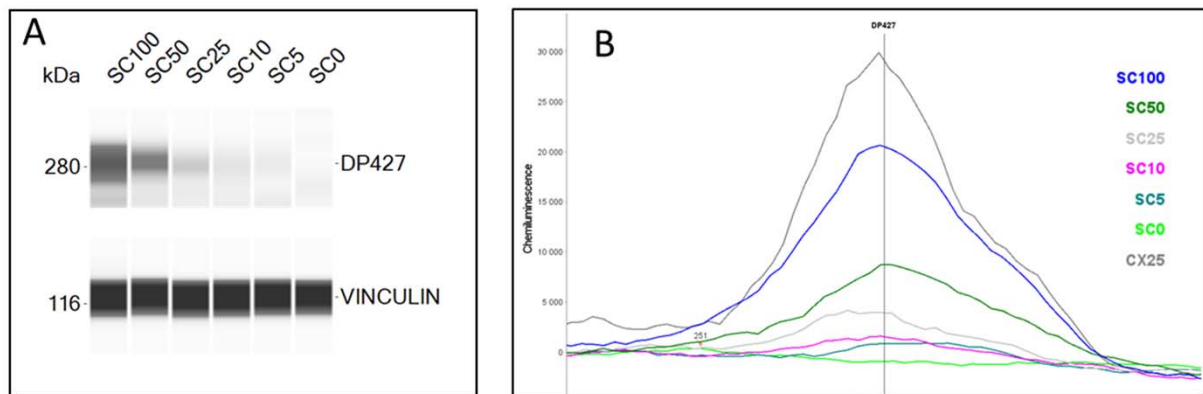 A
kDa
SC100
SC50
SC25
SC10
SC5
SC0
280
DP427
116
VINCULIN
B
DP427
Chemiluminescence
30 000
25 000
20 000
15 000
10 000
5 000
0
251
SC100
SC50
SC25
SC10
SC5
SC0
CX25